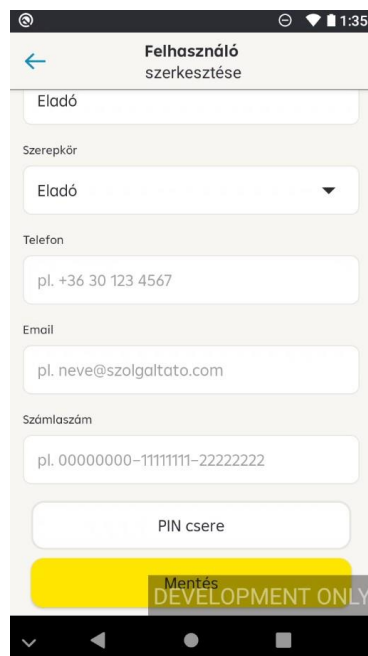 1:35
Felhasználó
szerkesztése
Eladó
Szerepkör
Eladó
Telefon
pl. +36 30 123 4567
Email
pl. neve@szolgaltato.com
Számlaszám
pl. 00000000-11111111-22222222
PIN csere
Mentés
DEVELOPMENT ONLY